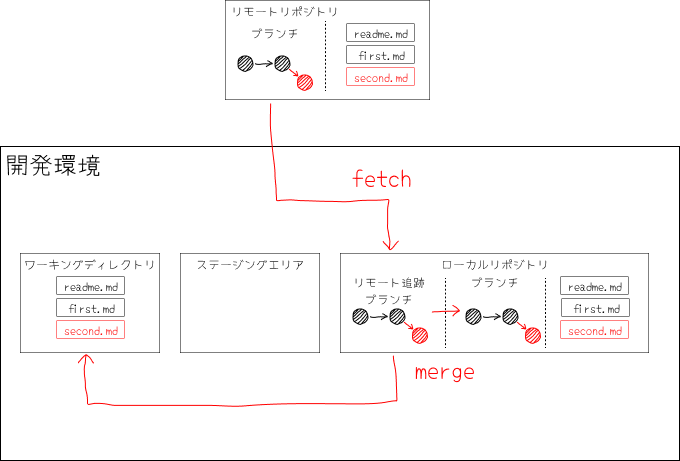 リモートリポジトリ
ブランチ
readme.md
first.md
second.md
開発環境
fetch
ワーキングディレクトリ
readme.md
first.md
second.md
ステージングエリア
ローカルリポジトリ
リモート追跡
ブランチ
ブランチ
readme.md
first.md
second.md
merge